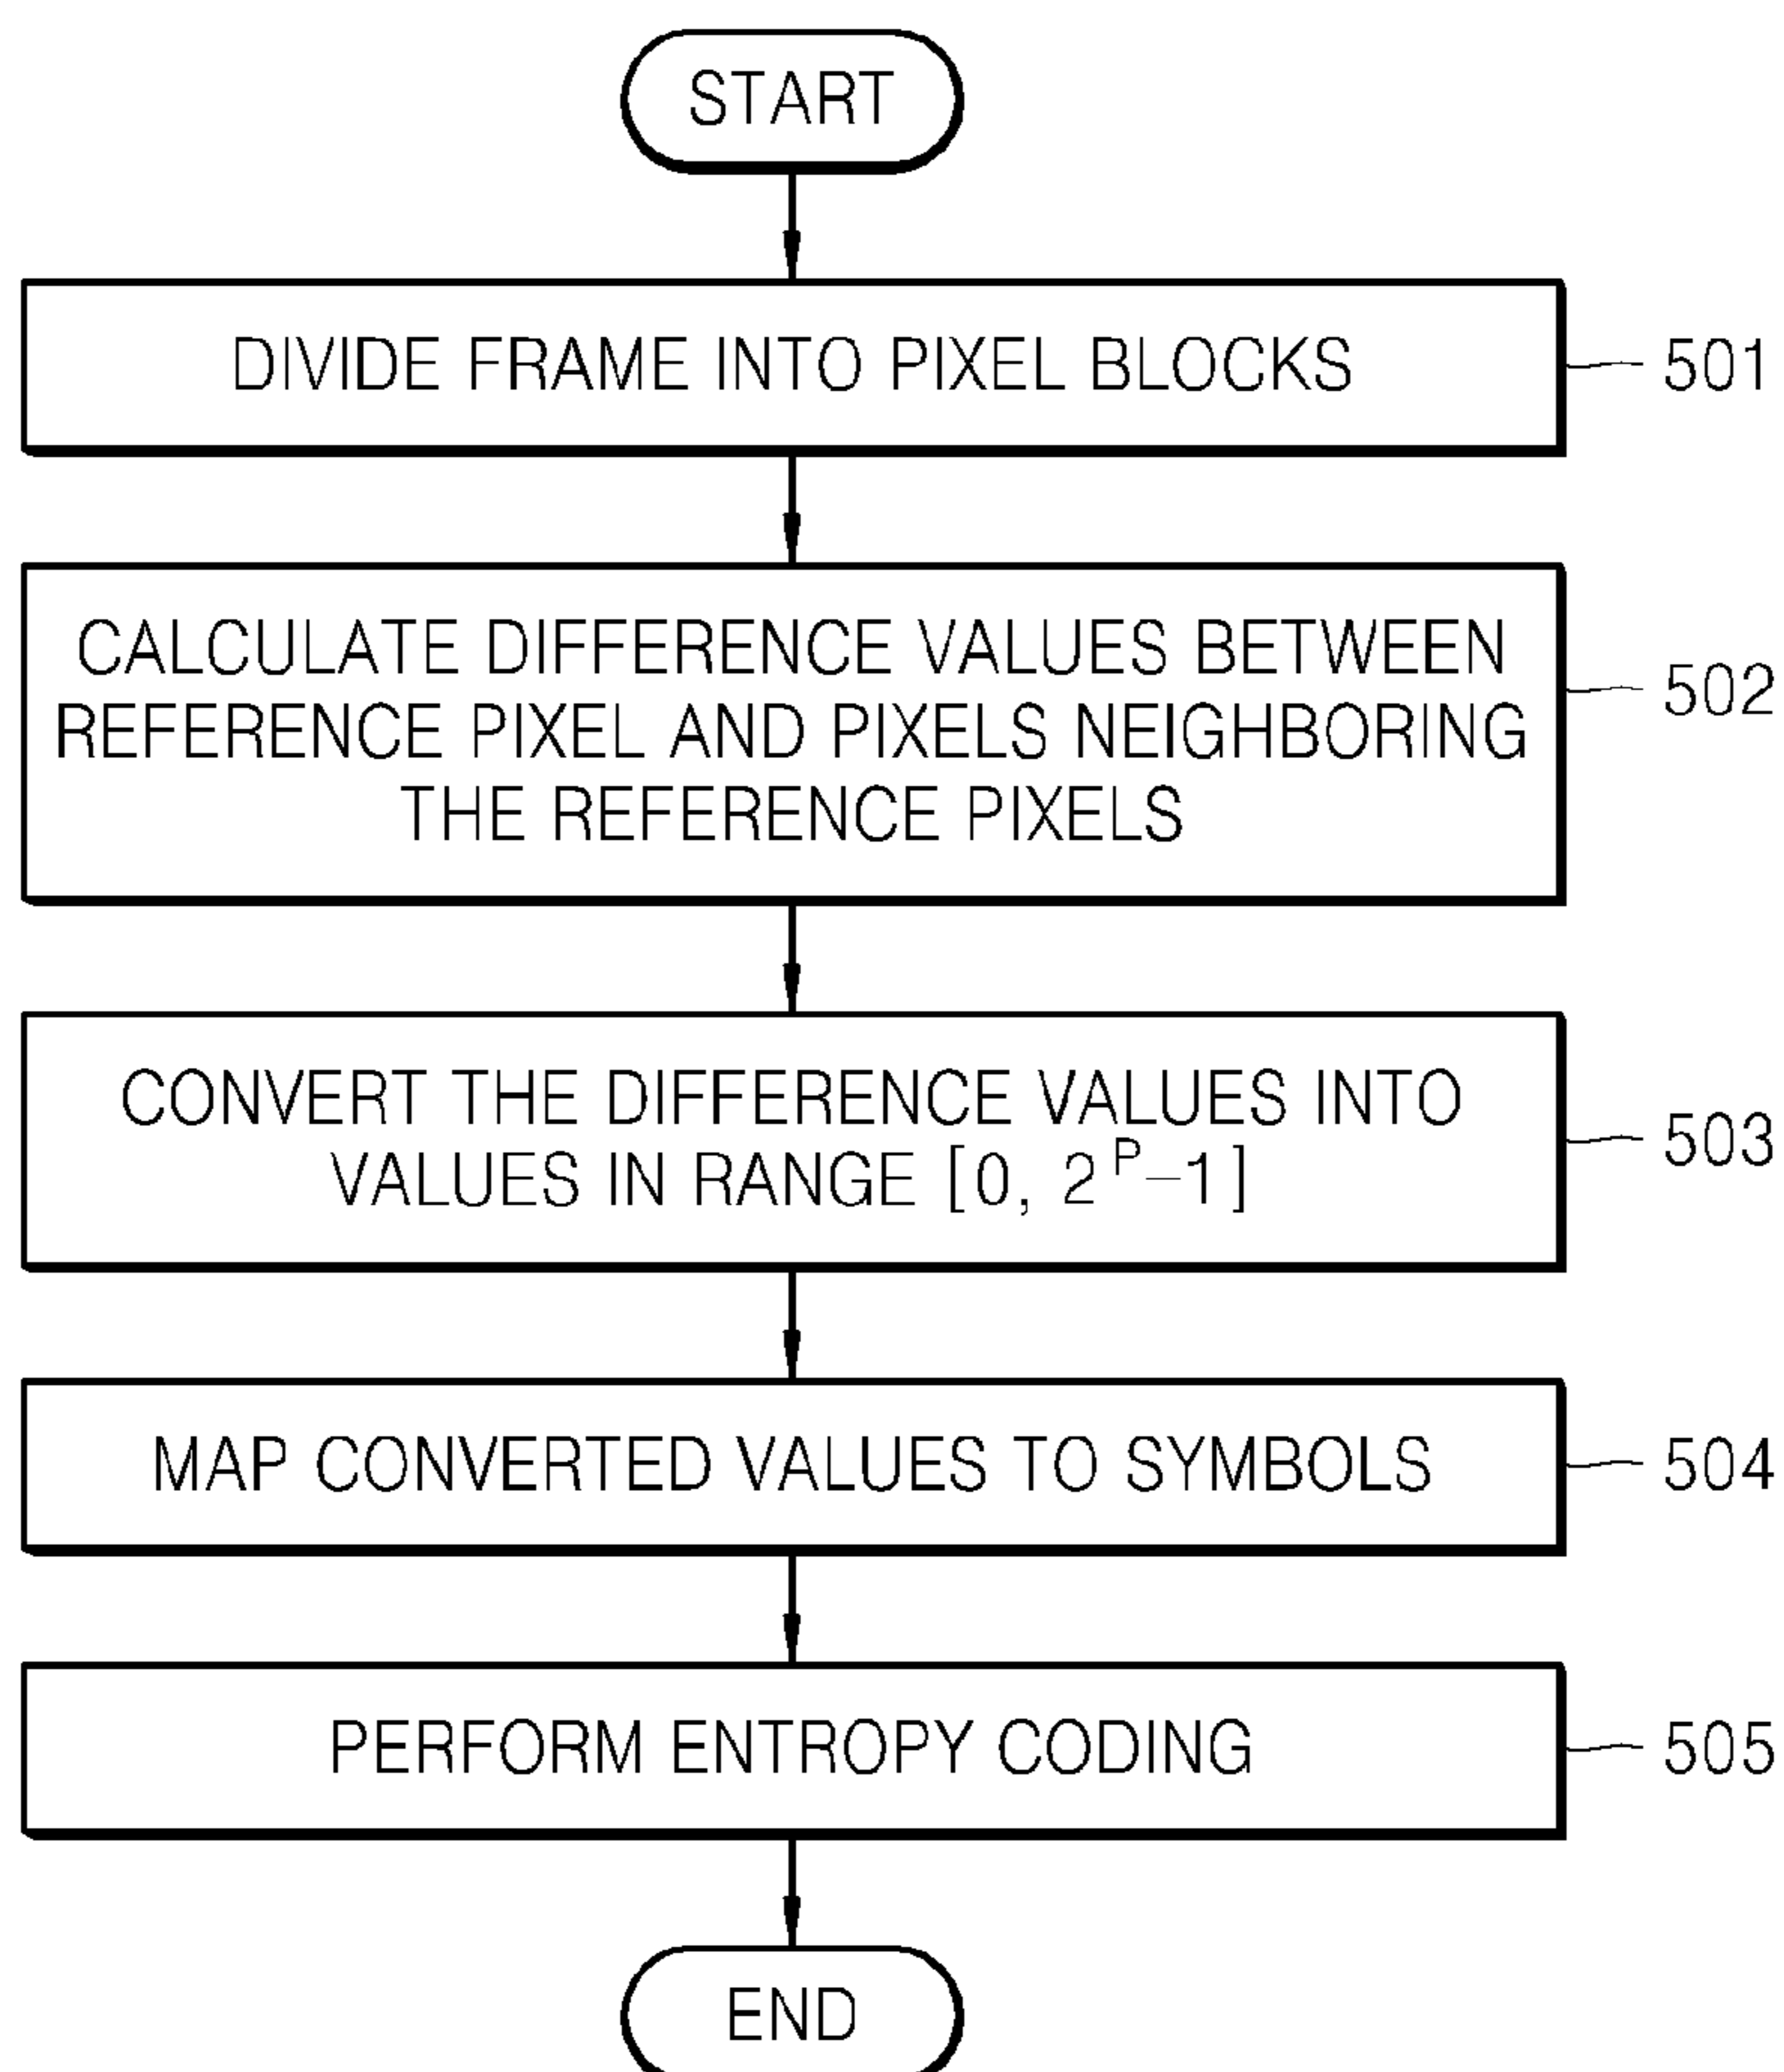 START
DIVIDE FRAME INTO PIXEL BLOCKS
501
CALCULATE DIFFERENCE VALUES BETWEEN
REFERENCE PIXEL AND PIXELS NEIGHBORING
THE REFERENCE PIXELS
502
CONVERT THE DIFFERENCE VALUES INTO
VALUES IN RANGE [0, 2^P−1]
503
MAP CONVERTED VALUES TO SYMBOLS
504
PERFORM ENTROPY CODING
505
END